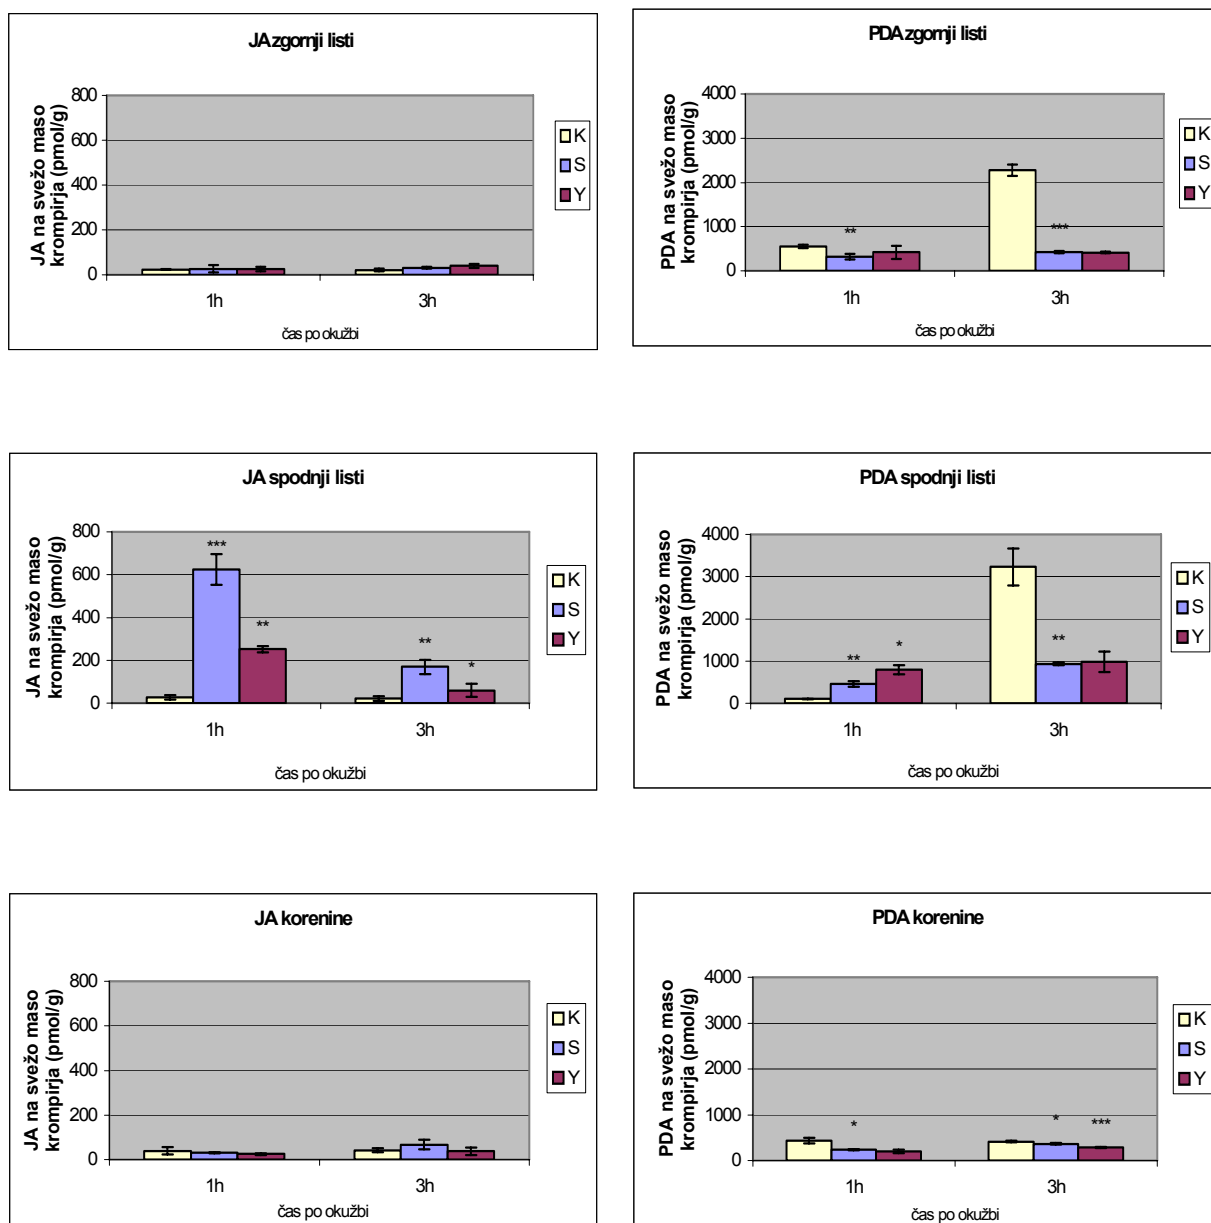 JA zgornji listi
JA na svežo maso
krompirja (pmol/g)
800
600
400
200
0
1h
3h
čas po okužbi
K
S
Y
PDA zgornji listi
PDA na svežo maso
krompirja (pmol/g)
4000
3000
2000
1000
0
**
***
1h
3h
čas po okužbi
K
S
Y
JA spodnji listi
JA na svežo maso
krompirja (pmol/g)
800
600
400
200
0
***
**
**
*
1h
3h
čas po okužbi
K
S
Y
PDA spodnji listi
PDA na svežo maso
krompirja (pmol/g)
4000
3000
2000
1000
0
**
*
**
1h
3h
čas po okužbi
K
S
Y
JA korenine
JA na svežo maso
krompirja (pmol/g)
800
600
400
200
0
1h
3h
čas po okužbi
K
S
Y
PDA korenine
PDA na svežo maso
krompirja (pmol/g)
4000
3000
2000
1000
0
*
*
***
1h
3h
čas po okužbi
K
S
Y